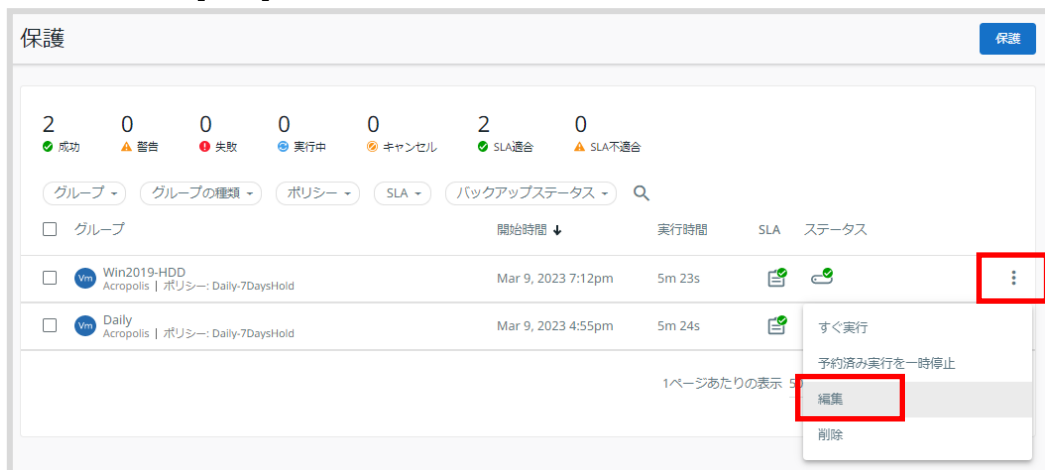 保護
保護
2 0 0 0 0 2 0
成功 警告 失敗 実行中 キャンセル SLA適合 SLA不適合
グループ グループの種類 ポリシー SLA バックアップステータス
グループ 開始時間 実行時間 SLA ステータス
Vm Win2019-HDD Mar 9, 2023 7:12pm 5m 23s
Acropolis | ポリシー: Daily-7DaysHold
Vm Daily Mar 9, 2023 4:55pm 5m 24s
Acropolis | ポリシー: Daily-7DaysHold
すぐ実行
予約済み実行を一時停止
1ページあたりの表示
編集
削除